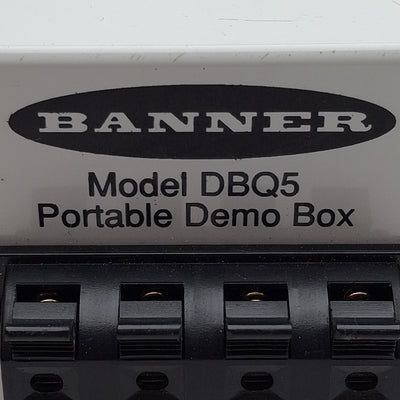 BANNER
Model DBQ5
Portable Demo Box